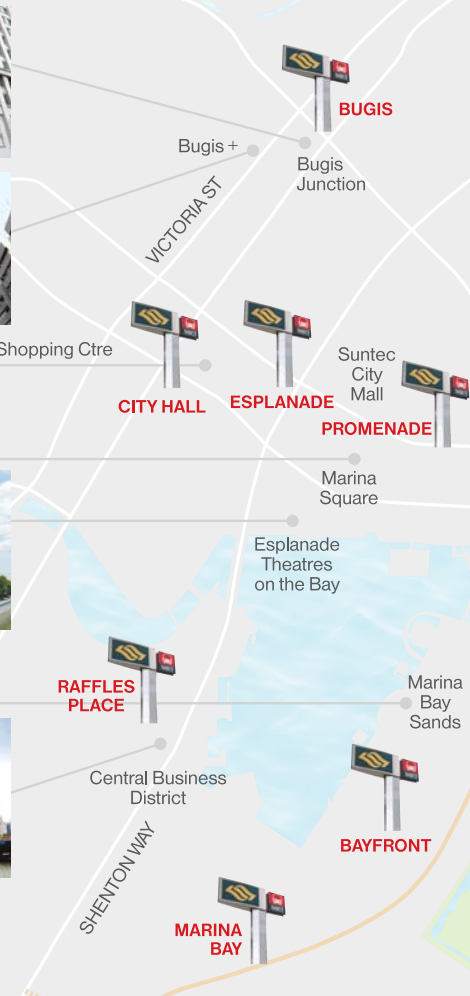 BUGIS
Bugis +
Bugis
Junction
VICTORIA ST
Shopping Ctre
CITY HALL
ESPLANADE
Suntec
City
Mall
PROMENADE
Marina
Square
Esplanade
Theatres
on the Bay
RAFFLES
PLACE
Marina
Bay
Sands
Central Business
District
BAYFRONT
SHENTON WAY
MARINA
BAY